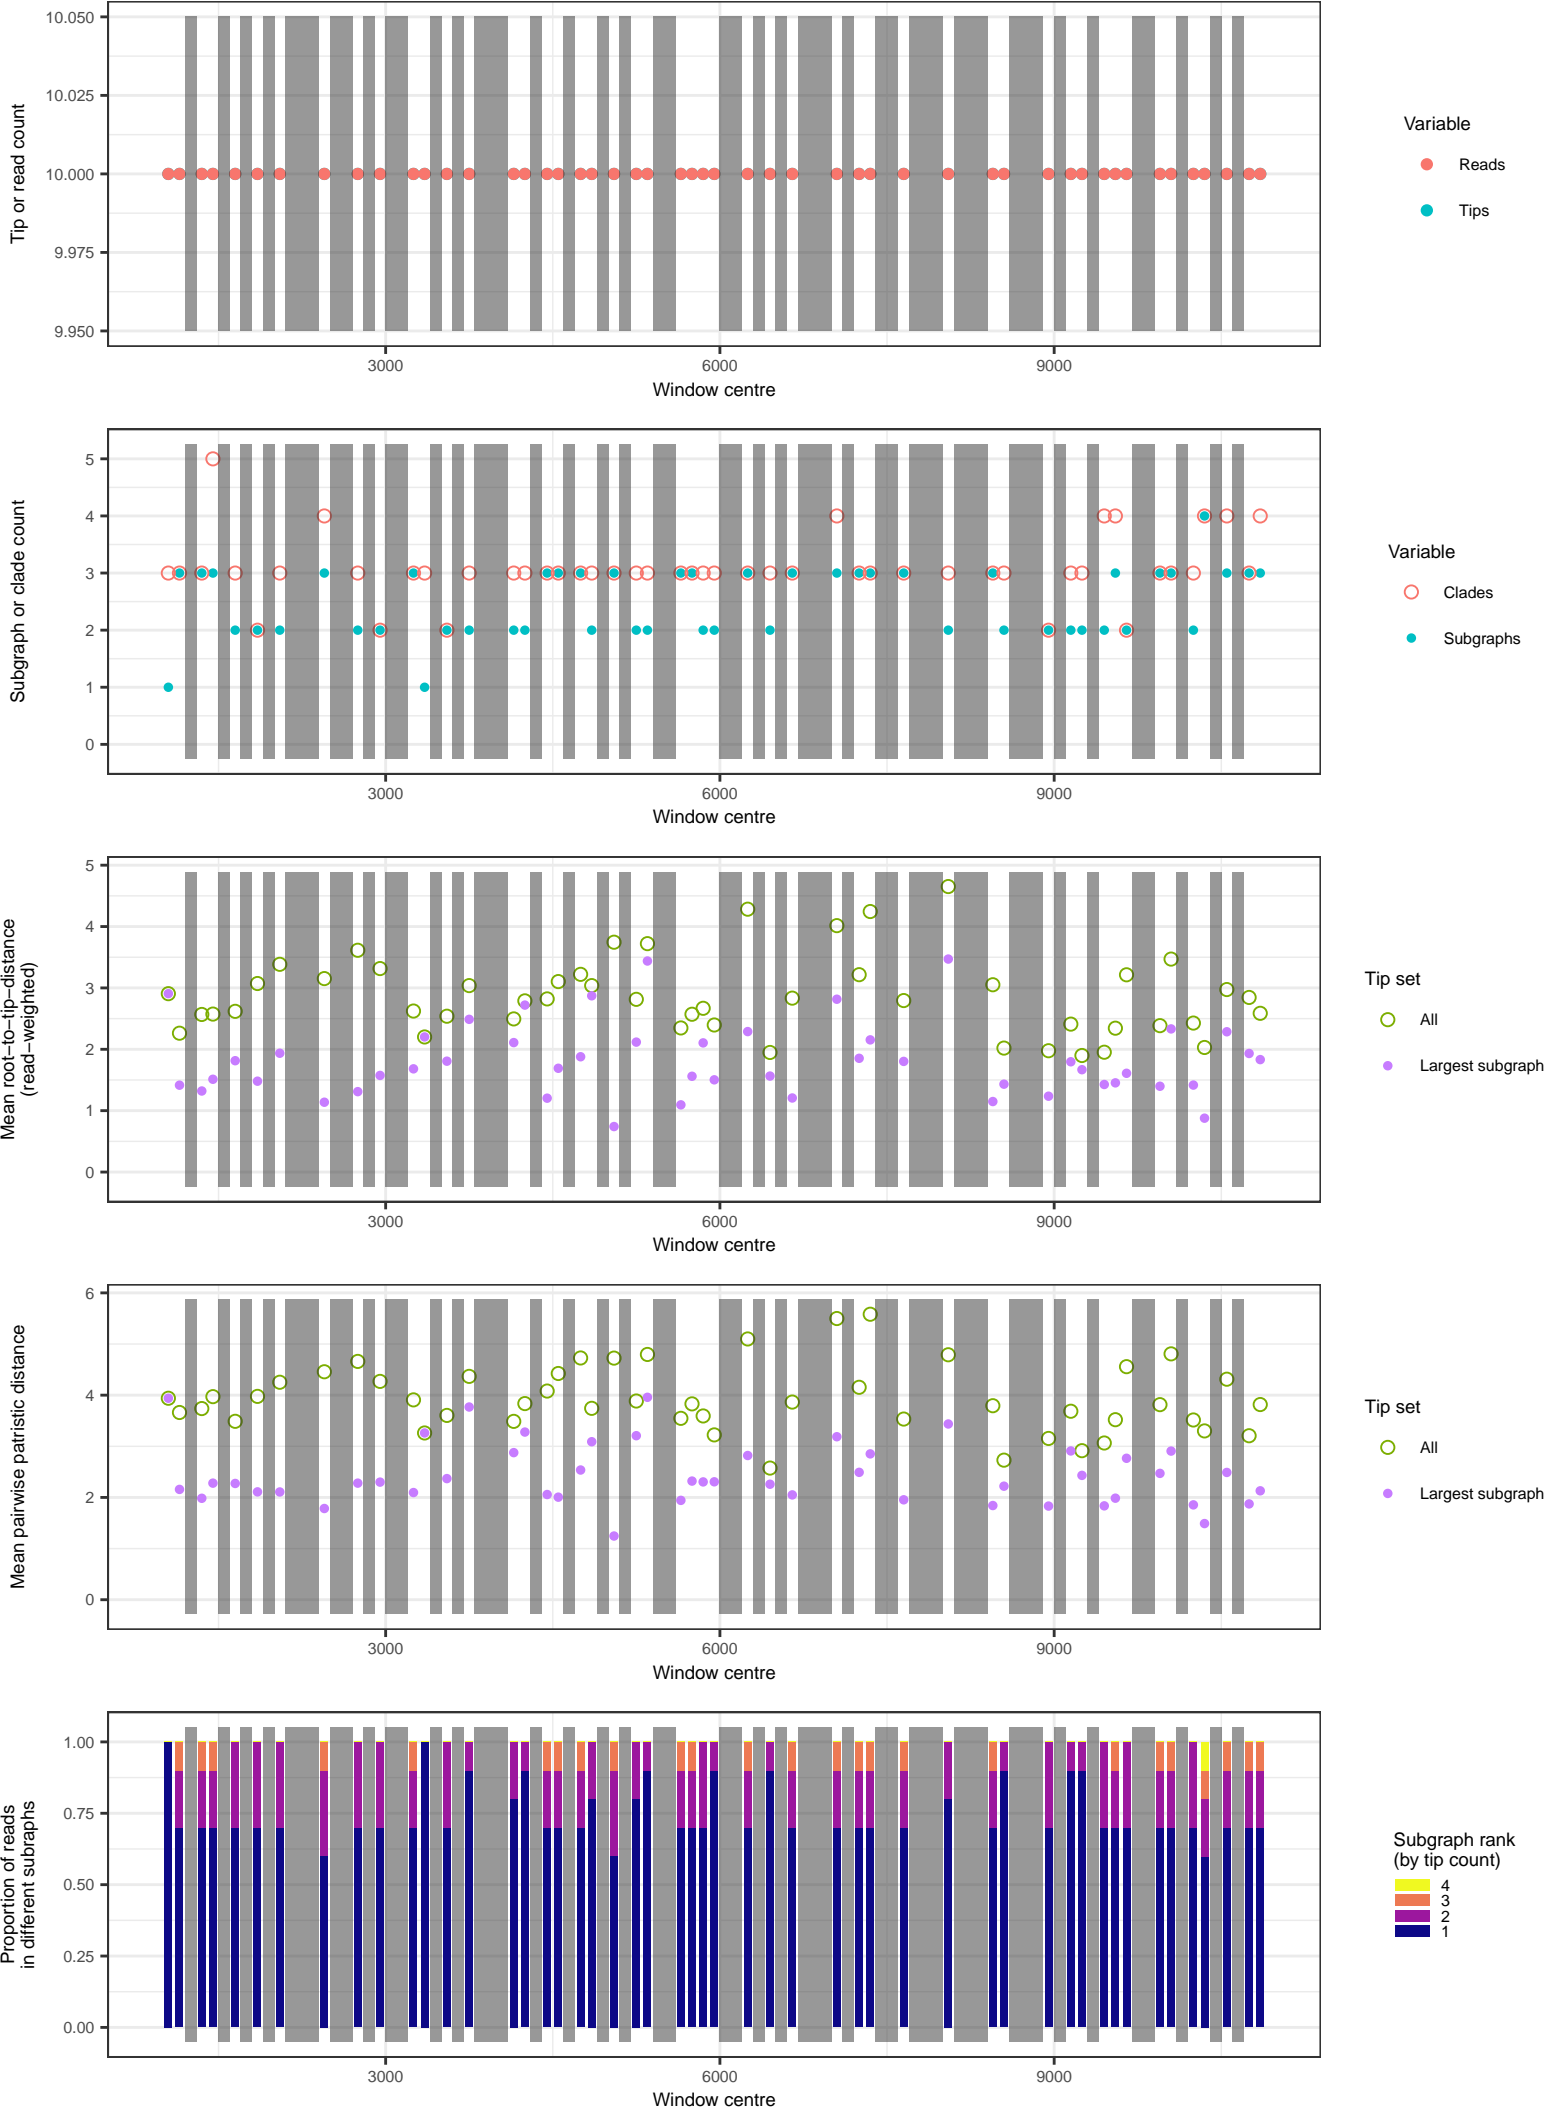 10.050
10.025
10.000
9.975
9.950
Tip or read count
3000
6000
9000
Window centre
Variable
Reads
Tips
5
4
3
2
1
0
Subgraph or clade count
3000
6000
9000
Window centre
Variable
Clades
Subgraphs
5
4
3
2
1
0
Mean root−to−tip−distance
(read−weighted)
3000
6000
9000
Window centre
Tip set
All
Largest subgraph
6
4
2
0
Mean pairwise patristic distance
3000
6000
9000
Window centre
Tip set
All
Largest subgraph
1.00
0.75
0.50
0.25
0.00
Proportion of reads
in different subraphs
3000
6000
9000
Window centre
Subgraph rank
(by tip count)
4
3
2
1